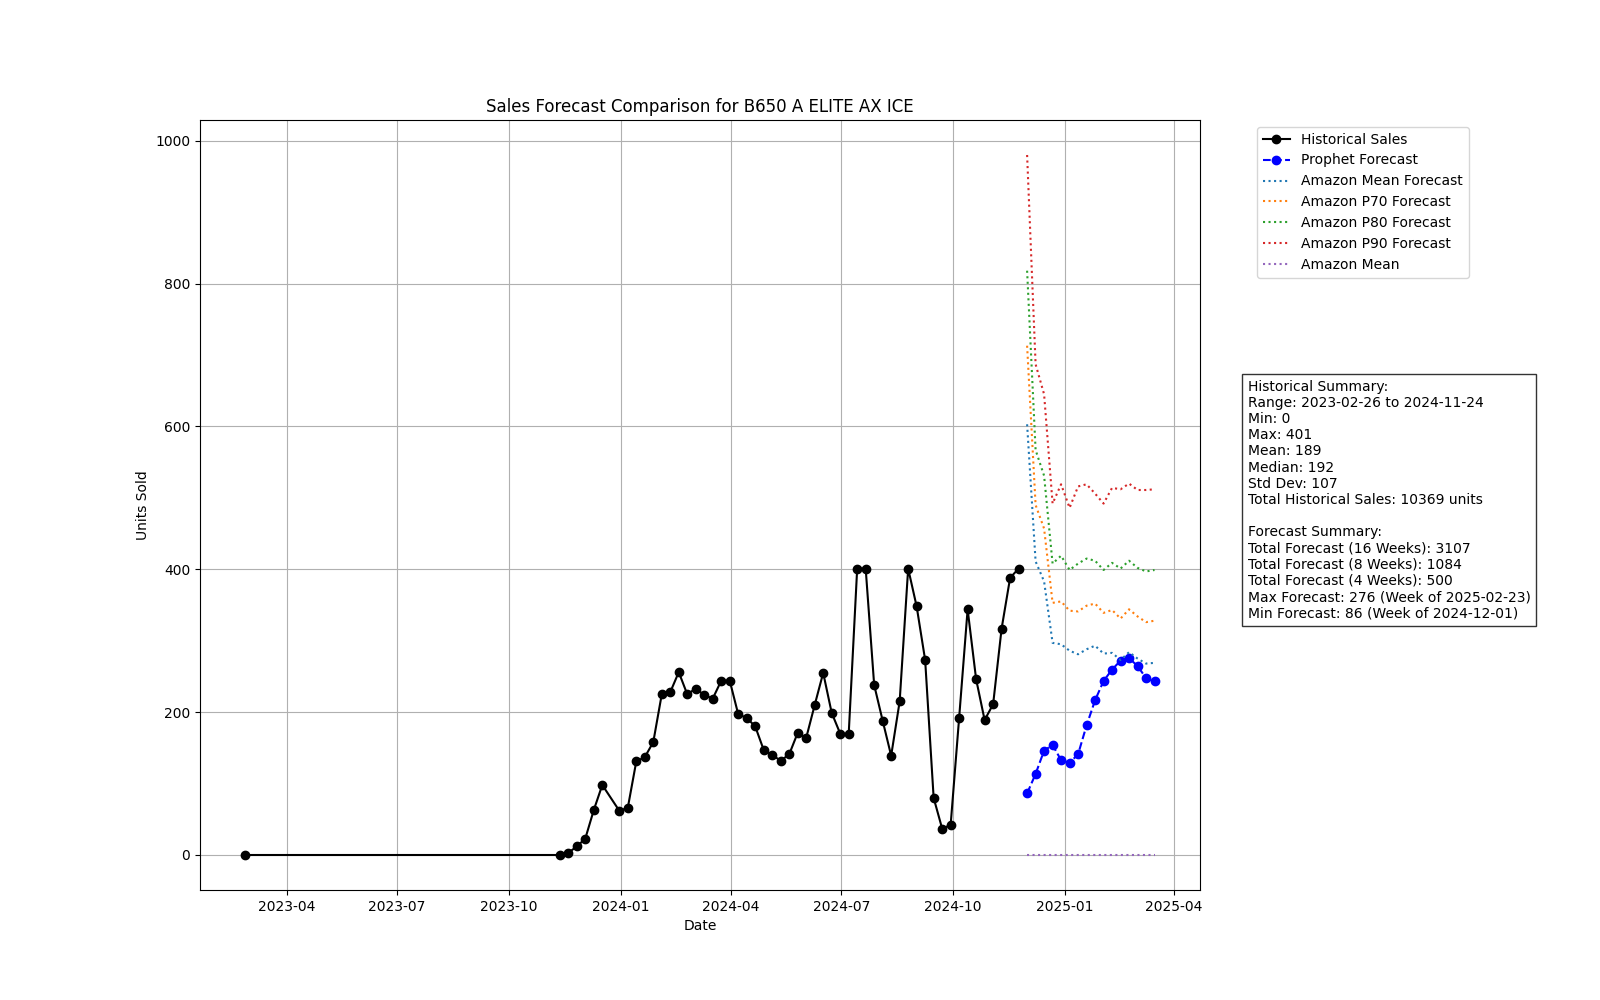 Sales Forecast Comparison for B650 A ELITE AX ICE
1000
800
600
400
200
0
Units Sold
2023-04
2023-07
2023-10
2024-01
2024-04
2024-07
2024-10
2025-01
2025-04
Date
Historical Sales
Prophet Forecast
Amazon Mean Forecast
Amazon P70 Forecast
Amazon P80 Forecast
Amazon P90 Forecast
Amazon Mean
Historical Summary:
Range: 2023-02-26 to 2024-11-24
Min: 0
Max: 401
Mean: 189
Median: 192
Std Dev: 107
Total Historical Sales: 10369 units
Forecast Summary:
Total Forecast (16 Weeks): 3107
Total Forecast (8 Weeks): 1084
Total Forecast (4 Weeks): 500
Max Forecast: 276 (Week of 2025-02-23)
Min Forecast: 86 (Week of 2024-12-01)